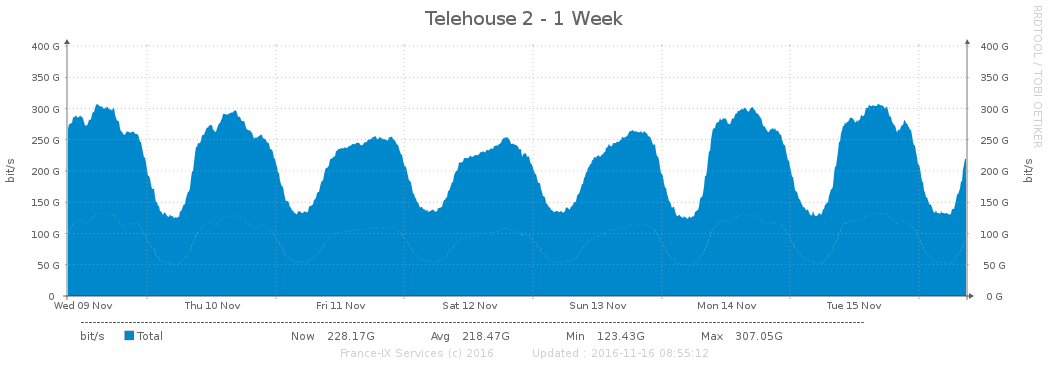 Telehouse 2 - 1 Week
RRDTOOL / TOBI OETIKER
400 G 400 G
350 G 350 G
300 G 300 G
250 G 250 G
200 G 200 G
150 G 150 G
100 G 100 G
50 G 50 G
0 0 G
bit/s bit/s
Wed 09 Nov Thu 10 Nov Fri 11 Nov Sat 12 Nov Sun 13 Nov Mon 14 Nov Tue 15 Nov
bit/s Total Now 228.17G Avg 218.47G Min 123.43G Max 307.05G
France-IX Services (c) 2016 Updated : 2016-11-16 08:55:12